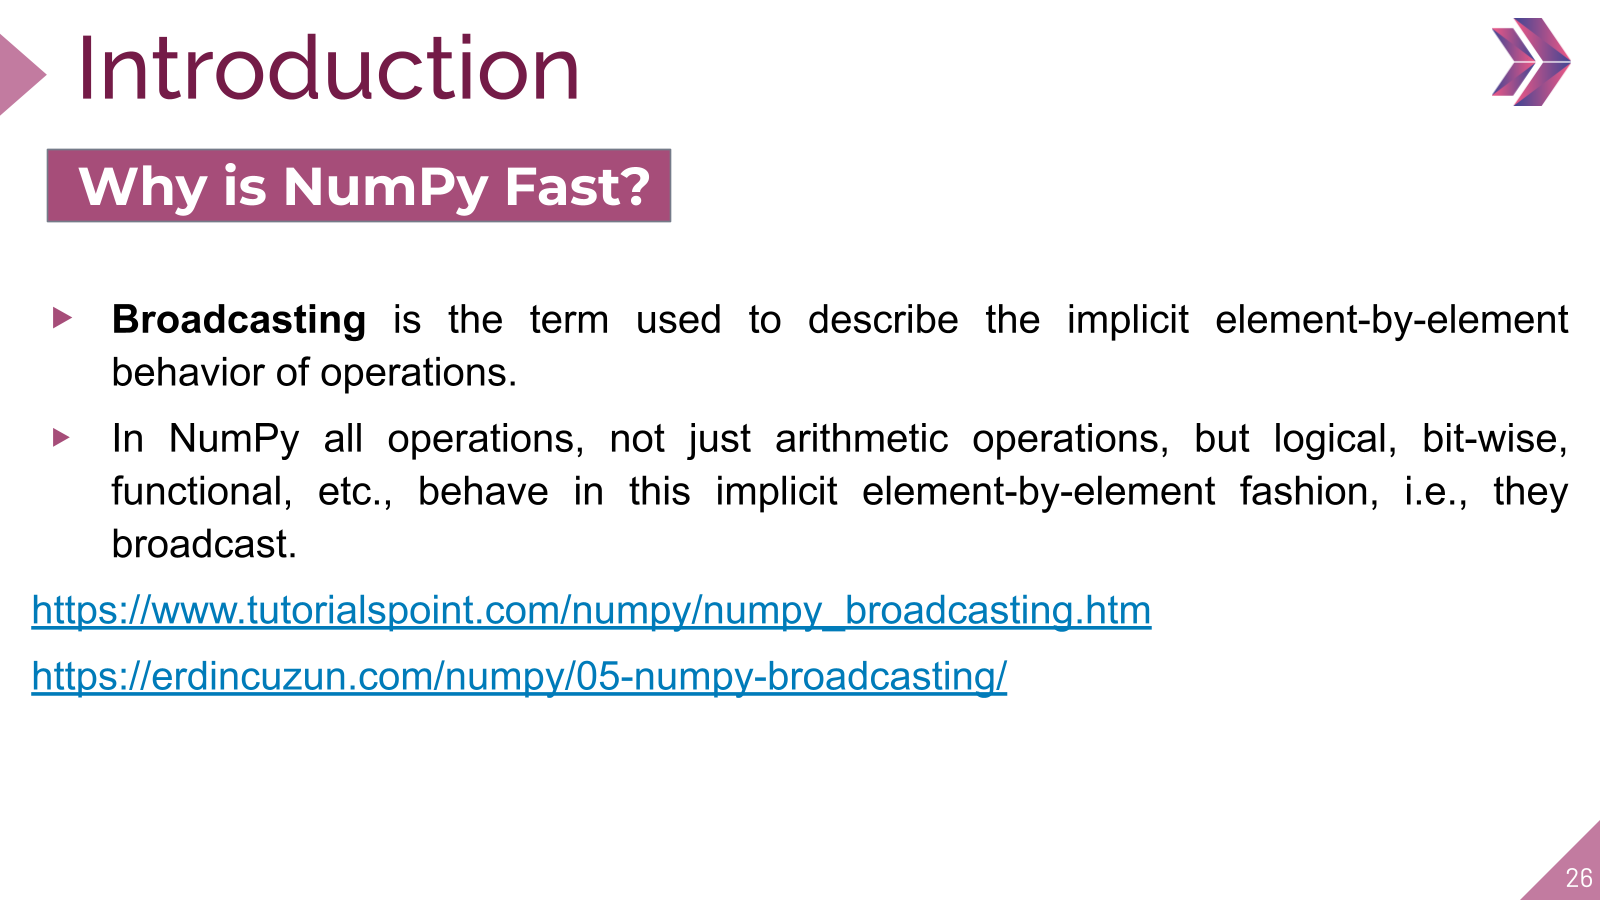 Introduction
Why is NumPy Fast?
Broadcasting is the term used to describe the implicit element-by-element
behavior of operations.
In NumPy all operations, not just arithmetic operations, but logical, bit-wise,
functional, etc., behave in this implicit element-by-element fashion, i.e., they
broadcast.
https://www.tutorialspoint.com/numpy/numpy_broadcasting.htm
https://erdincuzun.com/numpy/05-numpy-broadcasting/
26